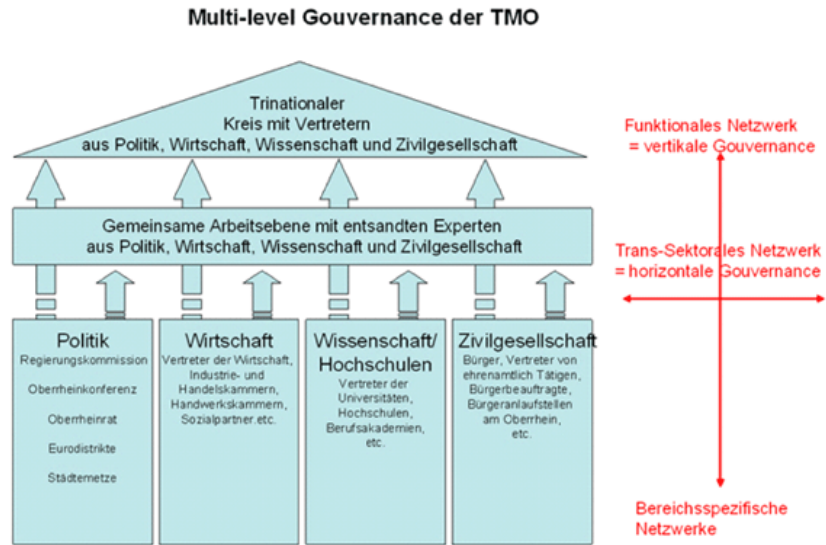 Multi-level Gouvernance der TMO
Trinationaler
Kreis mit Vertretern
aus Politik, Wirtschaft, Wissenschaft und Zivilgesellschaft
Gemeinsame Arbeitsebene mit entsandten Experten
aus Politik, Wirtschaft, Wissenschaft und Zivilgesellschaft
Politik
Regierungskommission
Oberrheinkonferenz
Oberrheinrat
Eurodistrikte
Städtenetze
Wirtschaft
Vertreter der Wirtschaft,
Industrie- und
Handelskammern,
Handwerkskammern,
Sozialpartner.etc.
Wissenschaft/
Hochschulen
Vertreter der
Universitäten,
Hochschulen,
Berufsakademien,
etc.
Zivilgesellschaft
Bürger, Vertreter von
ehrenamtlich Tätigen,
Bürgerbeauftragte,
Bürgeranlaufstellen
am Oberrhein,
etc.
Funktionales Netzwerk
= vertikale Gouvernance
Trans-Sektorales Netzwerk
= horizontale Gouvernance
Bereichsspezifische
Netzwerke